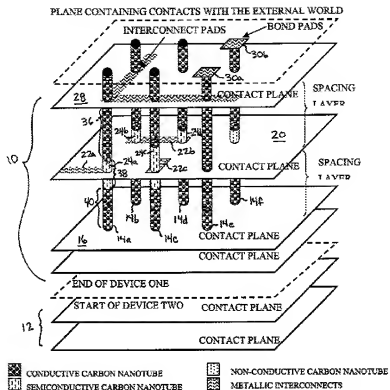 PLANE CONTAINING CONTACTS WITH THE EXTERNAL WORLD
INTERCONNECT PADS
BOND PADS
30b
30a
28
CONTACT PLANE
SPACING
LAYER
36
24b
24
20
10
22a
24a
24
22b
22c
38
CONTACT PLANE
SPACING
LAYER
40
14b
14d
14f
16
14a
14c
14e
CONTACT PLANE
CONTACT PLANE
END OF DEVICE ONE
START OF DEVICE TWO
CONTACT PLANE
12
CONTACT PLANE
CONDUCTIVE CARBON NANOTUBE
NON-CONDUCTIVE CARBON NANOTUBE
SEMICONDUCTIVE CARBON NANOTUBE
METALLIC INTERCONNECTS